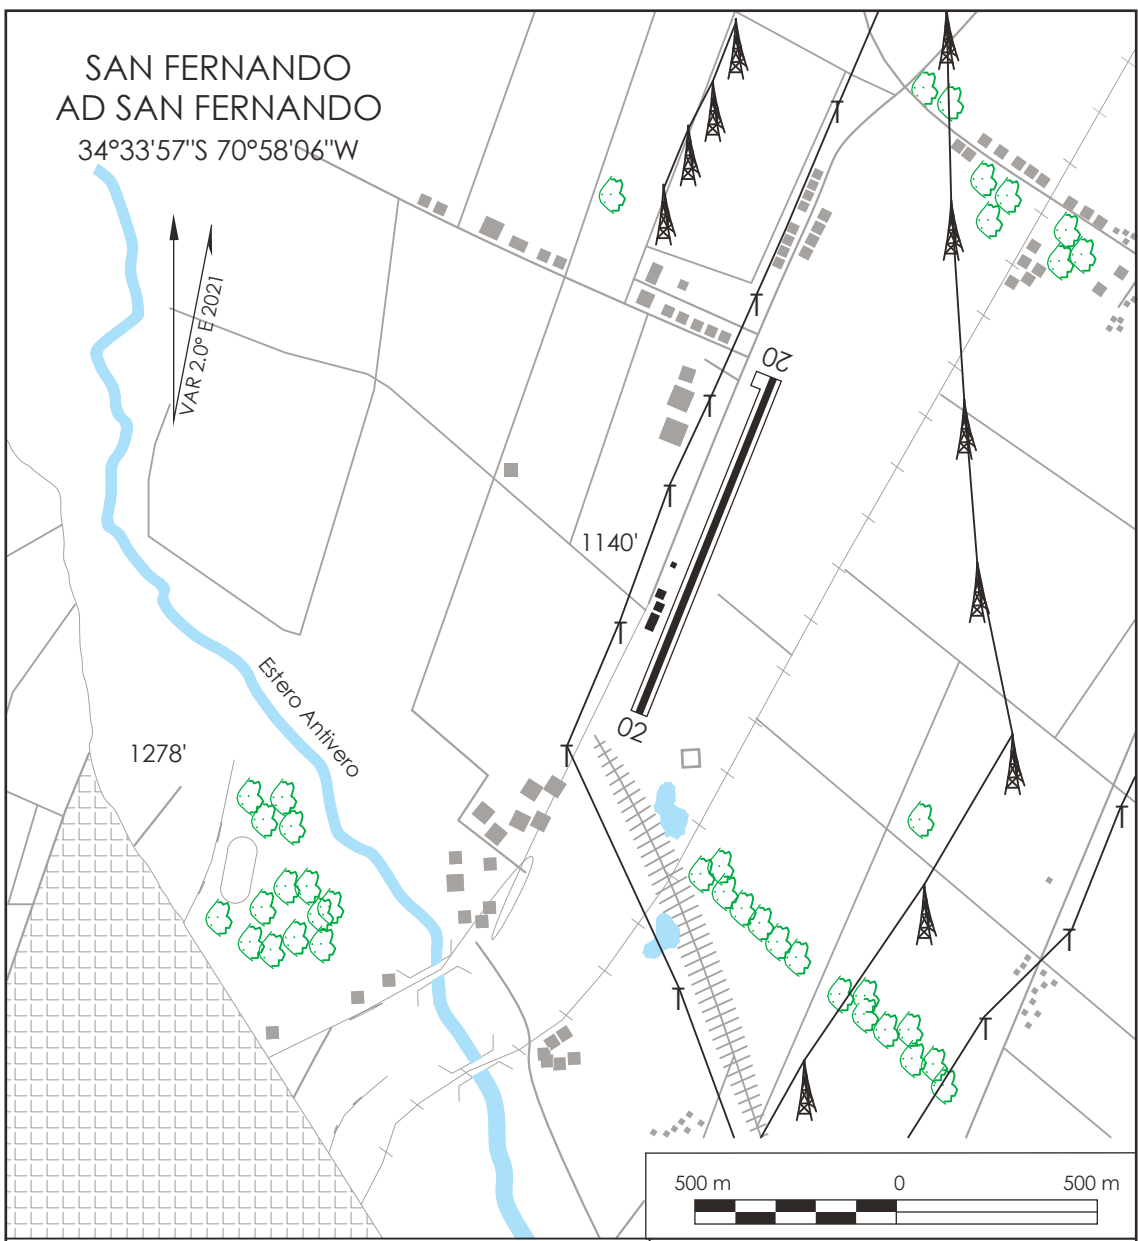 SAN FERNANDO
AD SAN FERNANDO
34°33'57"S 70°58'06"W
VAR 2.0° E 2021
20
T
T
T
T
1140'
T
02
T
Estero Antivero
1278'
T
T
T
T
500 m 0 500 m